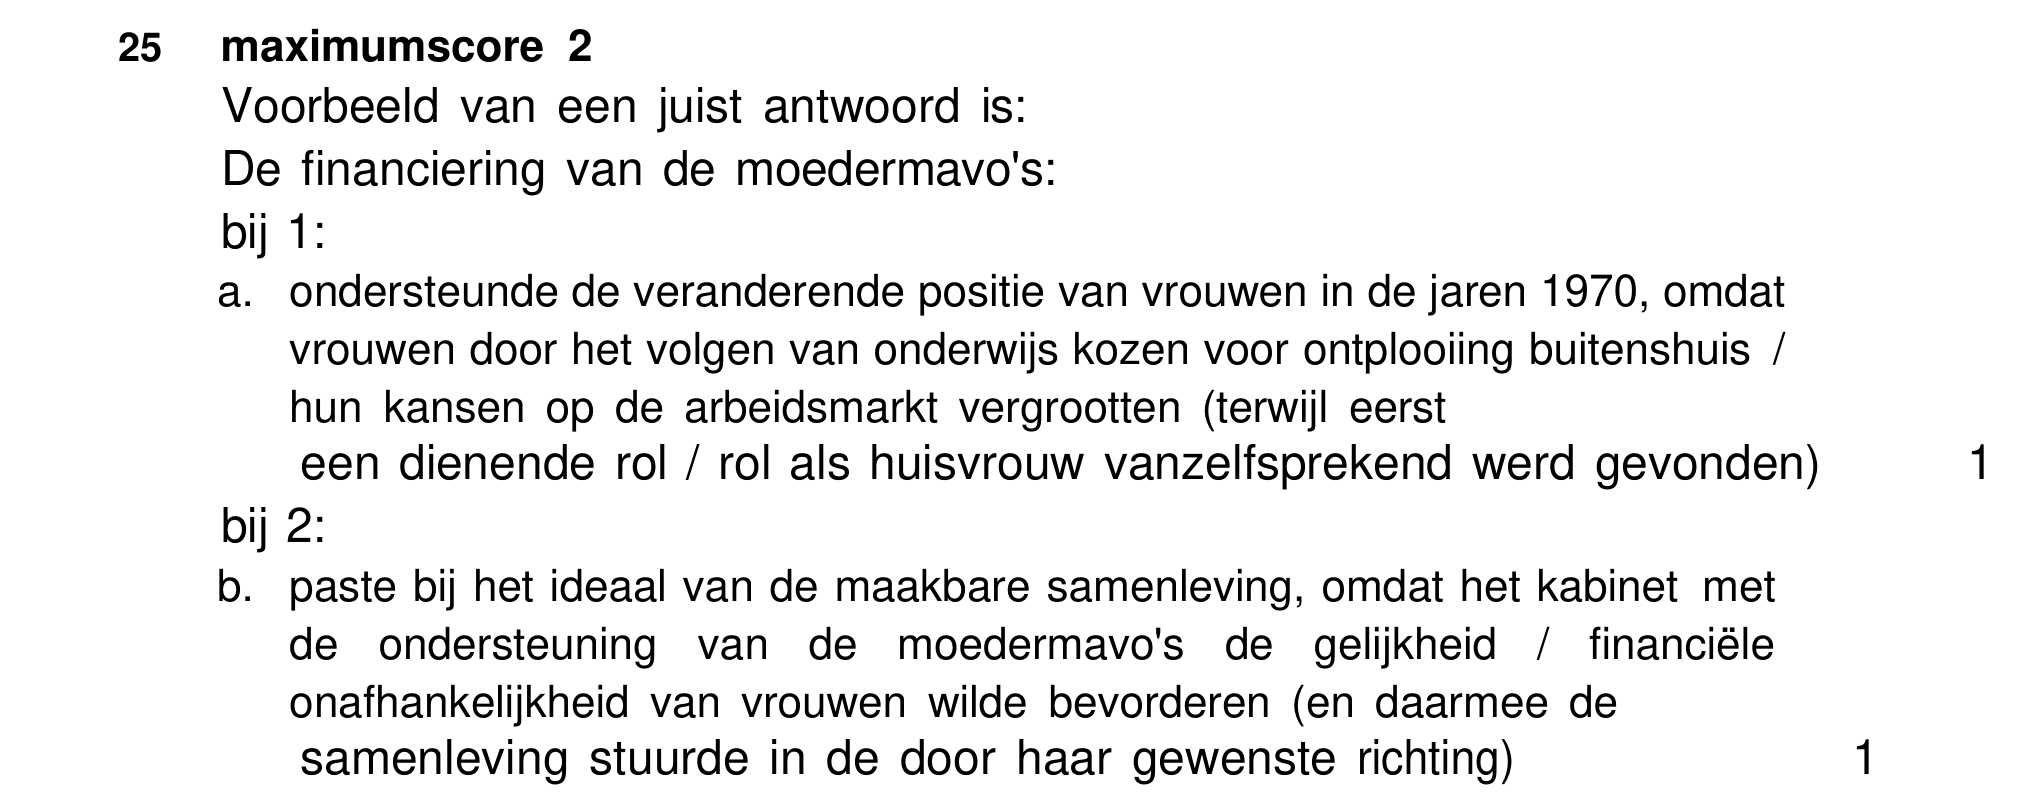 25 maximumscore 2
Voorbeeld van een juist antwoord is:
De financiering van de moedermavo's:
bij 1:
a. ondersteunde de veranderende positie van vrouwen in de jaren 1970, omdat
vrouwen door het volgen van onderwijs kozen voor ontplooiing buitenshuis /
hun kansen op de arbeidsmarkt vergrootten (terwijl eerst
een dienende rol / rol als huisvrouw vanzelfsprekend werd gevonden) 1
bij 2:
b. paste bij het ideaal van de maakbare samenleving, omdat het kabinet met
de ondersteuning van de moedermavo's de gelijkheid / financiële
onafhankelijkheid van vrouwen wilde bevorderen (en daarmee de
samenleving stuurde in de door haar gewenste richting) 1